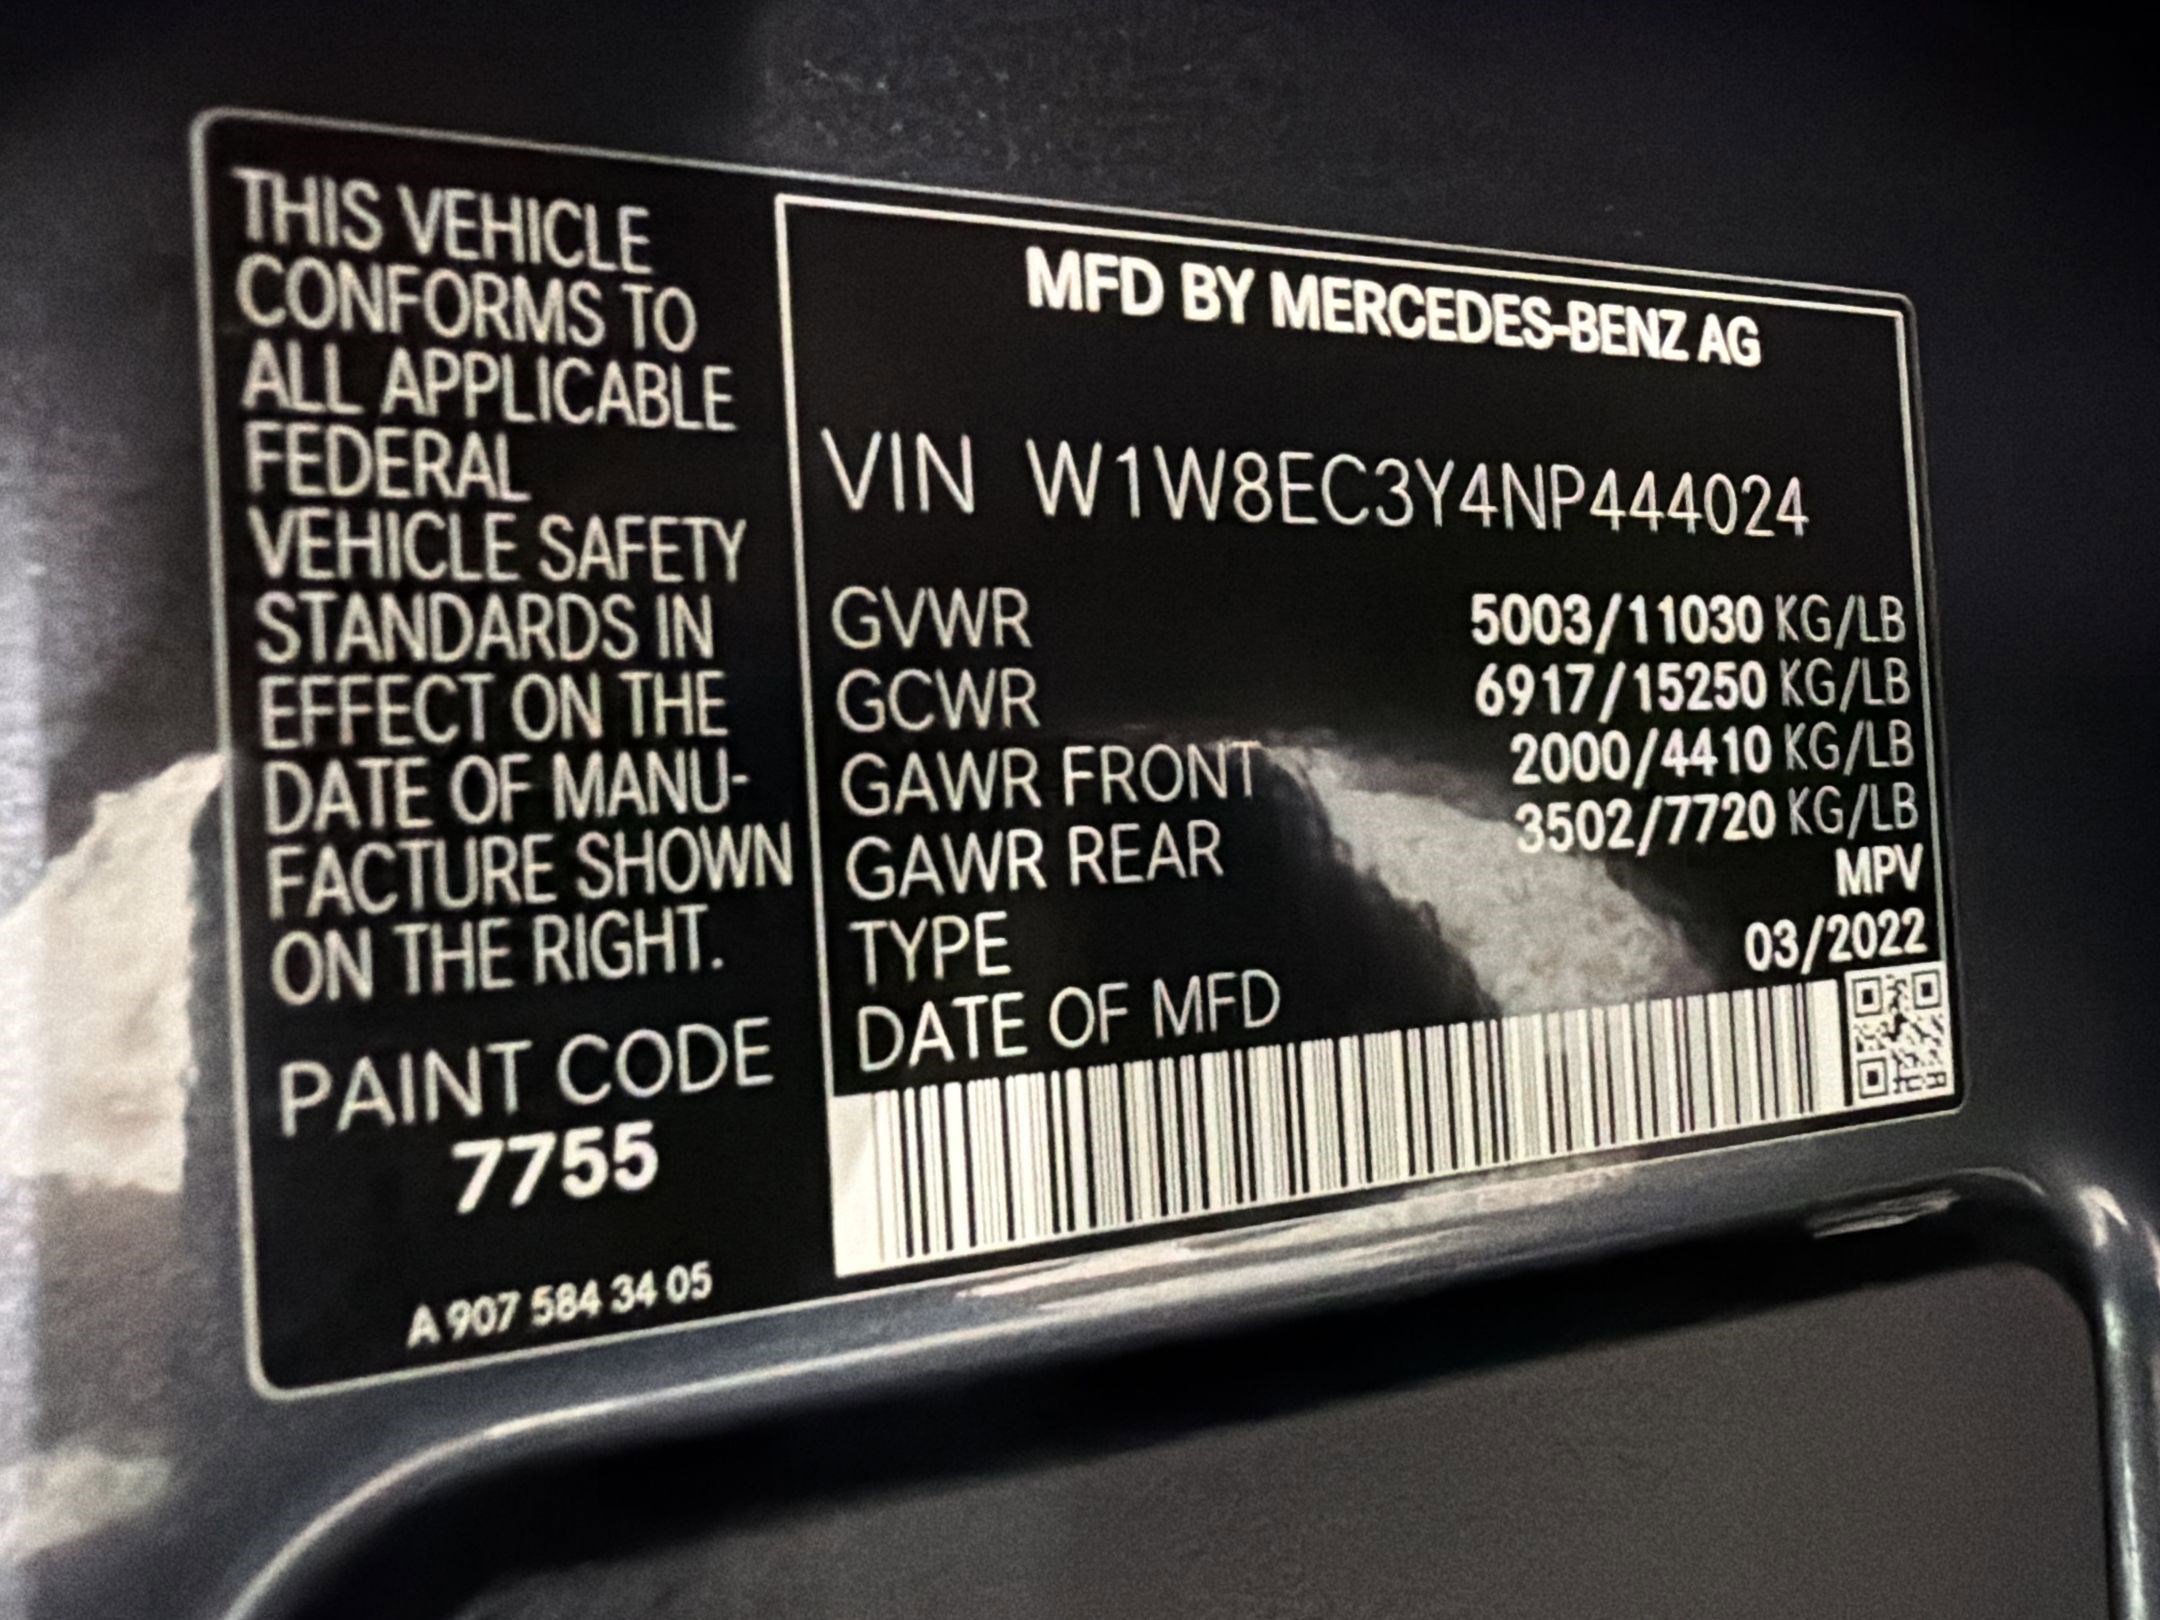 THIS VEHICLE
CONFORMS TO
ALL APPLICABLE
FEDERAL
VEHICLE SAFETY
STANDARDS IN
EFFECT ON THE
DATE OF MANU-
FACTURE SHOWN
ON THE RIGHT.
PAINT CODE
7755
A 907 584 34 05
MFD BY MERCEDES-BENZ AG
VIN W1W8EC3Y4NP444024
GVWR 5003/11030 KG/LB
GCWR 6917/15250 KG/LB
GAWR FRONT 2000/4410 KG/LB
GAWR REAR 3502/7720 KG/LB
TYPE MPV
DATE OF MFD 03/2022